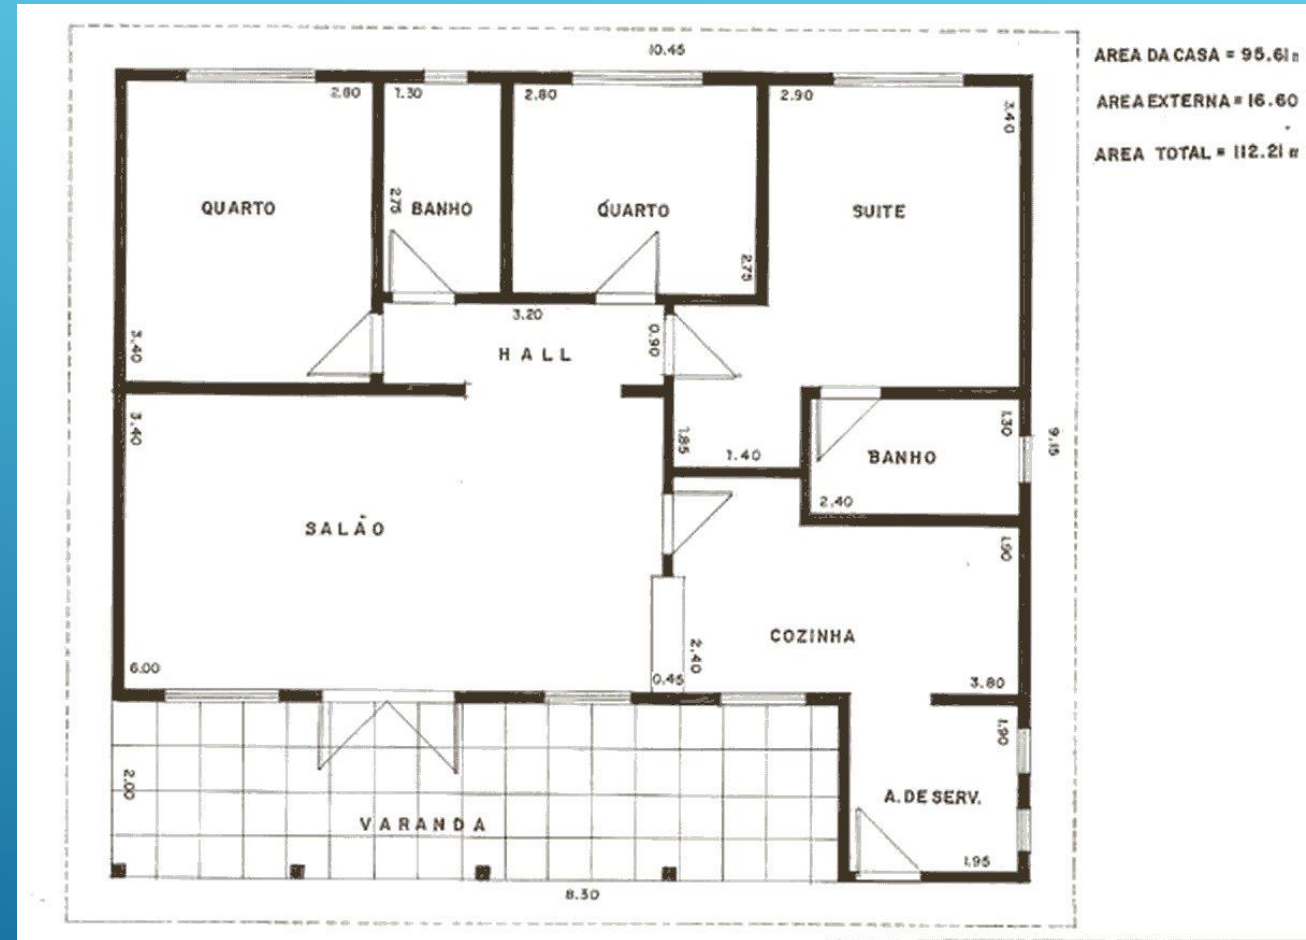 10.45
AREA DA CASA = 95.61
AREA EXTERNA = 16.60
AREA TOTAL = 112.21
2.80
1.30
2.80
2.90
3.40
QUARTO
2.75
BANHO
QUARTO
SUITE
2.75
3.40
3.20
HALL
0.90
3.40
1.85
1.40
BANHO
1.30
2.40
9.15
SALÃO
1.90
COZINHA
2.40
6.00
0.45
3.80
1.90
2.00
VARANDA
A. DE SERV.
1.95
8.30